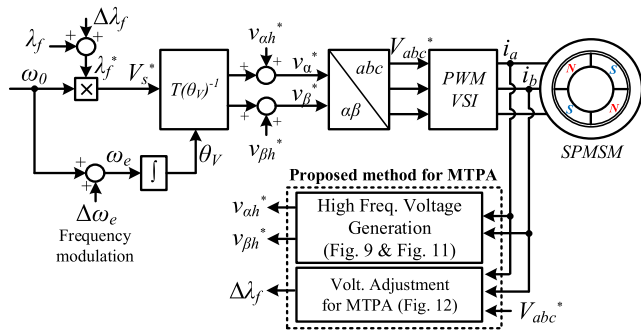 Δλf
λf
λf*
ω0
Vs*
T(θV)-1
θV
ωe
∫
Δωe
Frequency
modulation
vαh*
vα*
vβ*
vβh*
abc
αβ
Vabc*
PWM
VSI
ia
ib
N
S
S
N
SPMSM
Proposed method for MTPA
vαh*
vβh*
High Freq. Voltage
Generation
(Fig. 9 & Fig. 11)
Δλf
Volt. Adjustment
for MTPA (Fig. 12)
Vabc*